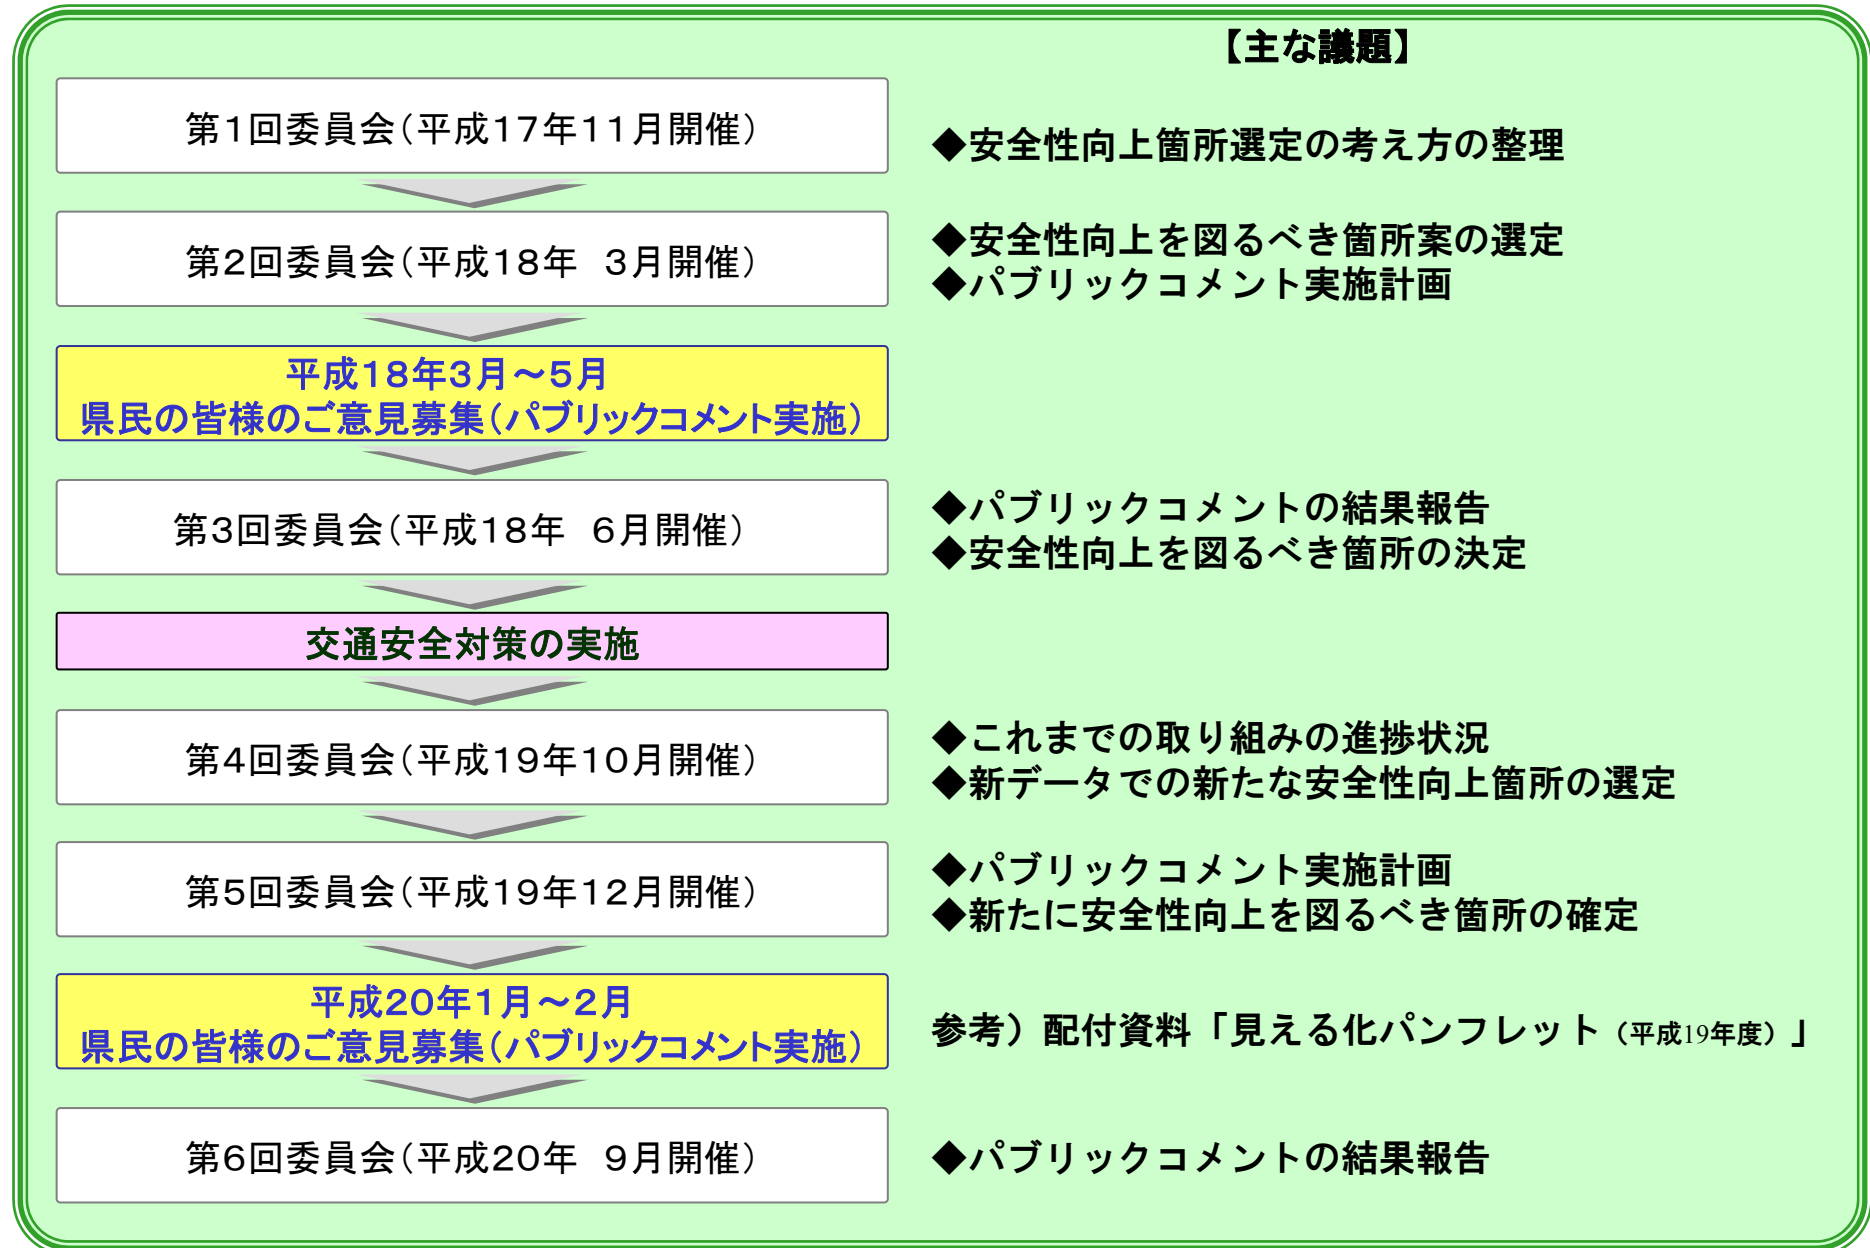 【主な議題】
第1回委員会(平成17年11月開催)
◆安全性向上箇所選定の考え方の整理
第2回委員会(平成18年　3月開催)
◆安全性向上を図るべき箇所案の選定
◆パブリックコメント実施計画
平成18年3月～5月
県民の皆様のご意見募集(パブリックコメント実施)
第3回委員会(平成18年　6月開催)
◆パブリックコメントの結果報告
◆安全性向上を図るべき箇所の決定
交通安全対策の実施
第4回委員会(平成19年10月開催)
◆これまでの取り組みの進捗状況
◆新データでの新たな安全性向上箇所の選定
第5回委員会(平成19年12月開催)
◆パブリックコメント実施計画
◆新たに安全性向上を図るべき箇所の確定
平成20年1月～2月
県民の皆様のご意見募集(パブリックコメント実施)
参考）配付資料「見える化パンフレット（平成19年度）」
第6回委員会(平成20年　9月開催)
◆パブリックコメントの結果報告